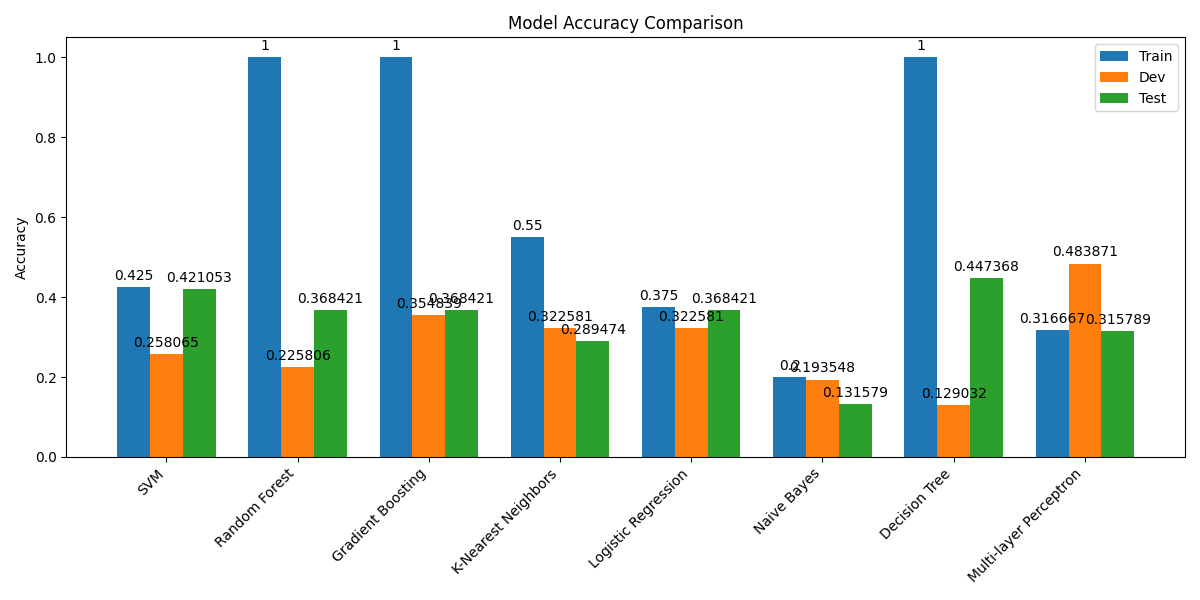 Model Accuracy Comparison
Accuracy
1.0
0.8
0.6
0.4
0.2
0.0
Train
Dev
Test
0.425
0.258065
0.421053
1
0.225806
0.368421
1
0.354839
0.368421
0.55
0.322581
0.289474
0.375
0.322581
0.368421
0.2
0.193548
0.131579
1
0.129032
0.447368
0.316667
0.483871
0.315789
SVM
Random Forest
Gradient Boosting
K-Nearest Neighbors
Logistic Regression
Naive Bayes
Decision Tree
Multi-layer Perceptron